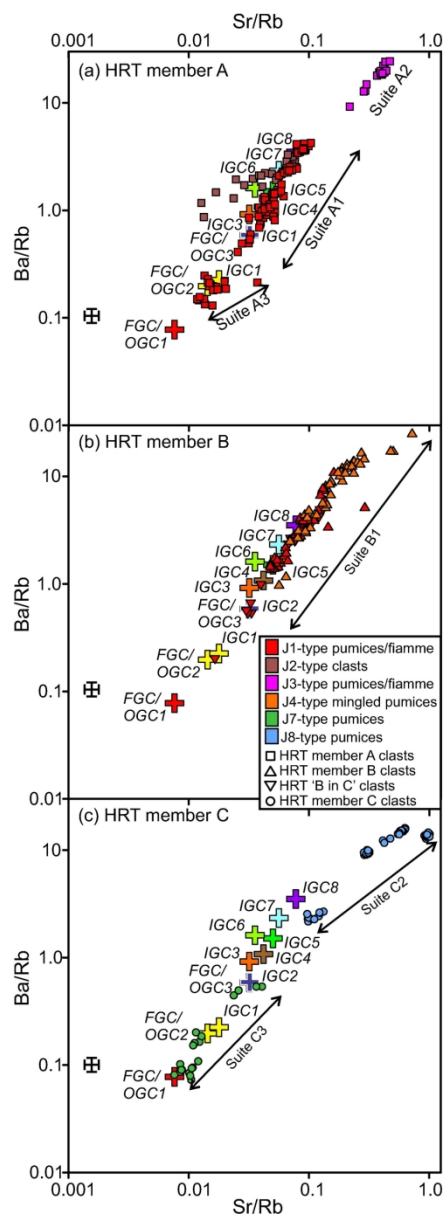 Sr/Rb
0.001 0.01 0.1 1.0
(a) HRT member A
10
Ba/Rb
1.0
0.1
0.01
Suite A2
IGC8
IGC7
IGC6
IGC5
IGC4
Suite A1
IGC3
FGC/
OGC3
IGC1
FGC/
OGC2
IGC1
Suite A3
FGC/
OGC1
(b) HRT member B
10
Ba/Rb
1.0
0.1
0.01
IGC8
IGC7
IGC6
IGC4
IGC5
IGC3
FGC/
OGC3
IGC2
Suite B1
IGC1
FGC/
OGC2
FGC/
OGC1
J1-type pumices/fiamme
J2-type clasts
J3-type pumices/fiamme
J4-type mingled pumices
J7-type pumices
J8-type pumices
HRT member A clasts
HRT member B clasts
HRT 'B in C' clasts
HRT member C clasts
(c) HRT member C
10
Ba/Rb
1.0
0.1
0.01
Suite C2
IGC8
IGC7
IGC6
IGC5
IGC3
IGC4
FGC/
OGC3
IGC2
IGC1
FGC/
OGC2
Suite C3
FGC/
OGC1
0.001 0.01 0.1 1.0
Sr/Rb